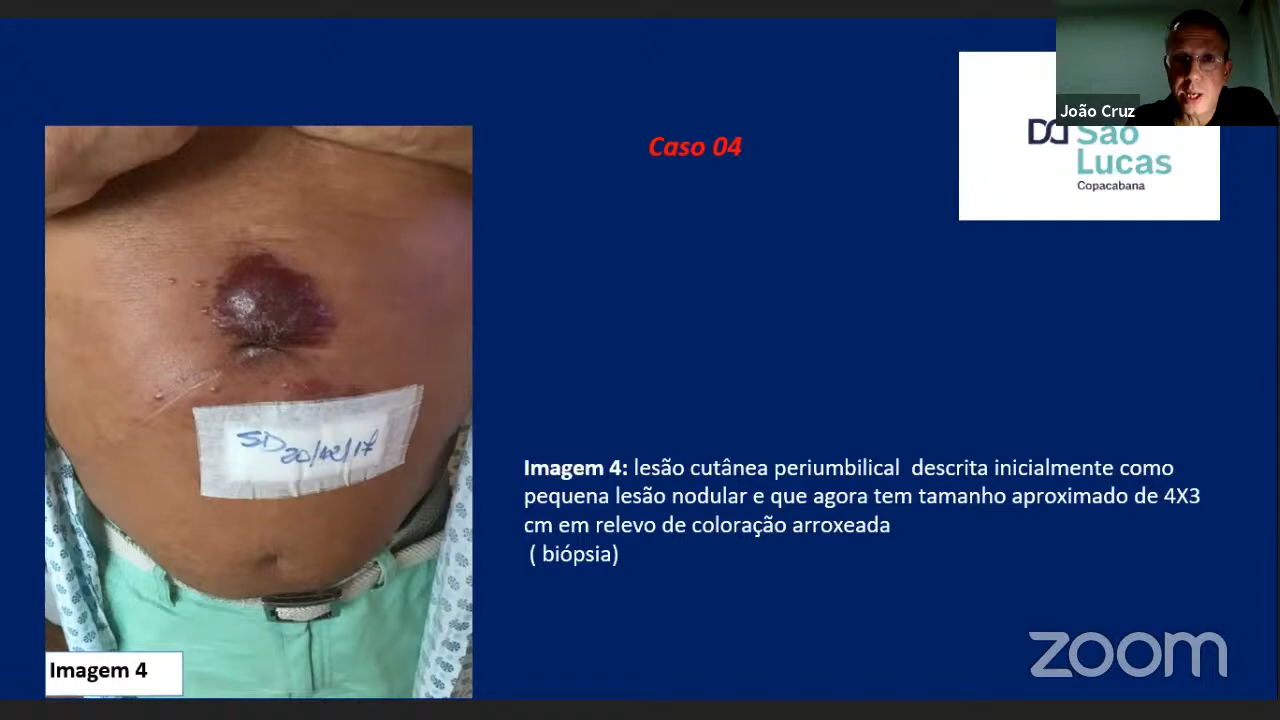 João Cruz
Caso 04
São
Lucas
Copacabana
SD 20/12/17
Imagem 4: lesão cutânea periumbilical descrita inicialmente como
pequena lesão nodular e que agora tem tamanho aproximado de 4X3
cm em relevo de coloração arroxeada
( biópsia)
Imagem 4
zoom